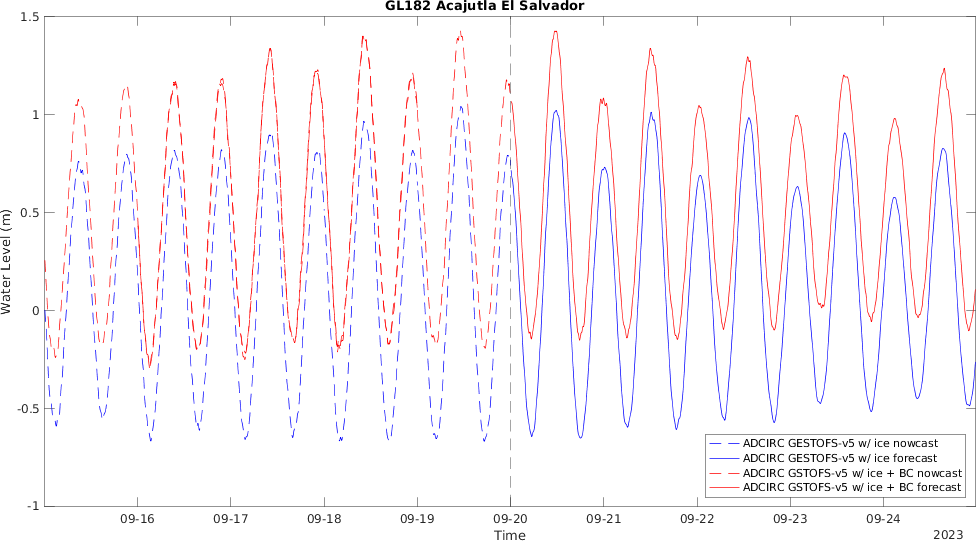 GL182 Acajutla El Salvador
1.5
1
0.5
0
-0.5
-1
Water Level (m)
09-16 09-17 09-18 09-19 09-20 09-21 09-22 09-23 09-24
Time
2023
ADCIRC GESTOFS-v5 w/ ice nowcast
ADCIRC GESTOFS-v5 w/ ice forecast
ADCIRC GSTOFS-v5 w/ ice + BC nowcast
ADCIRC GSTOFS-v5 w/ ice + BC forecast